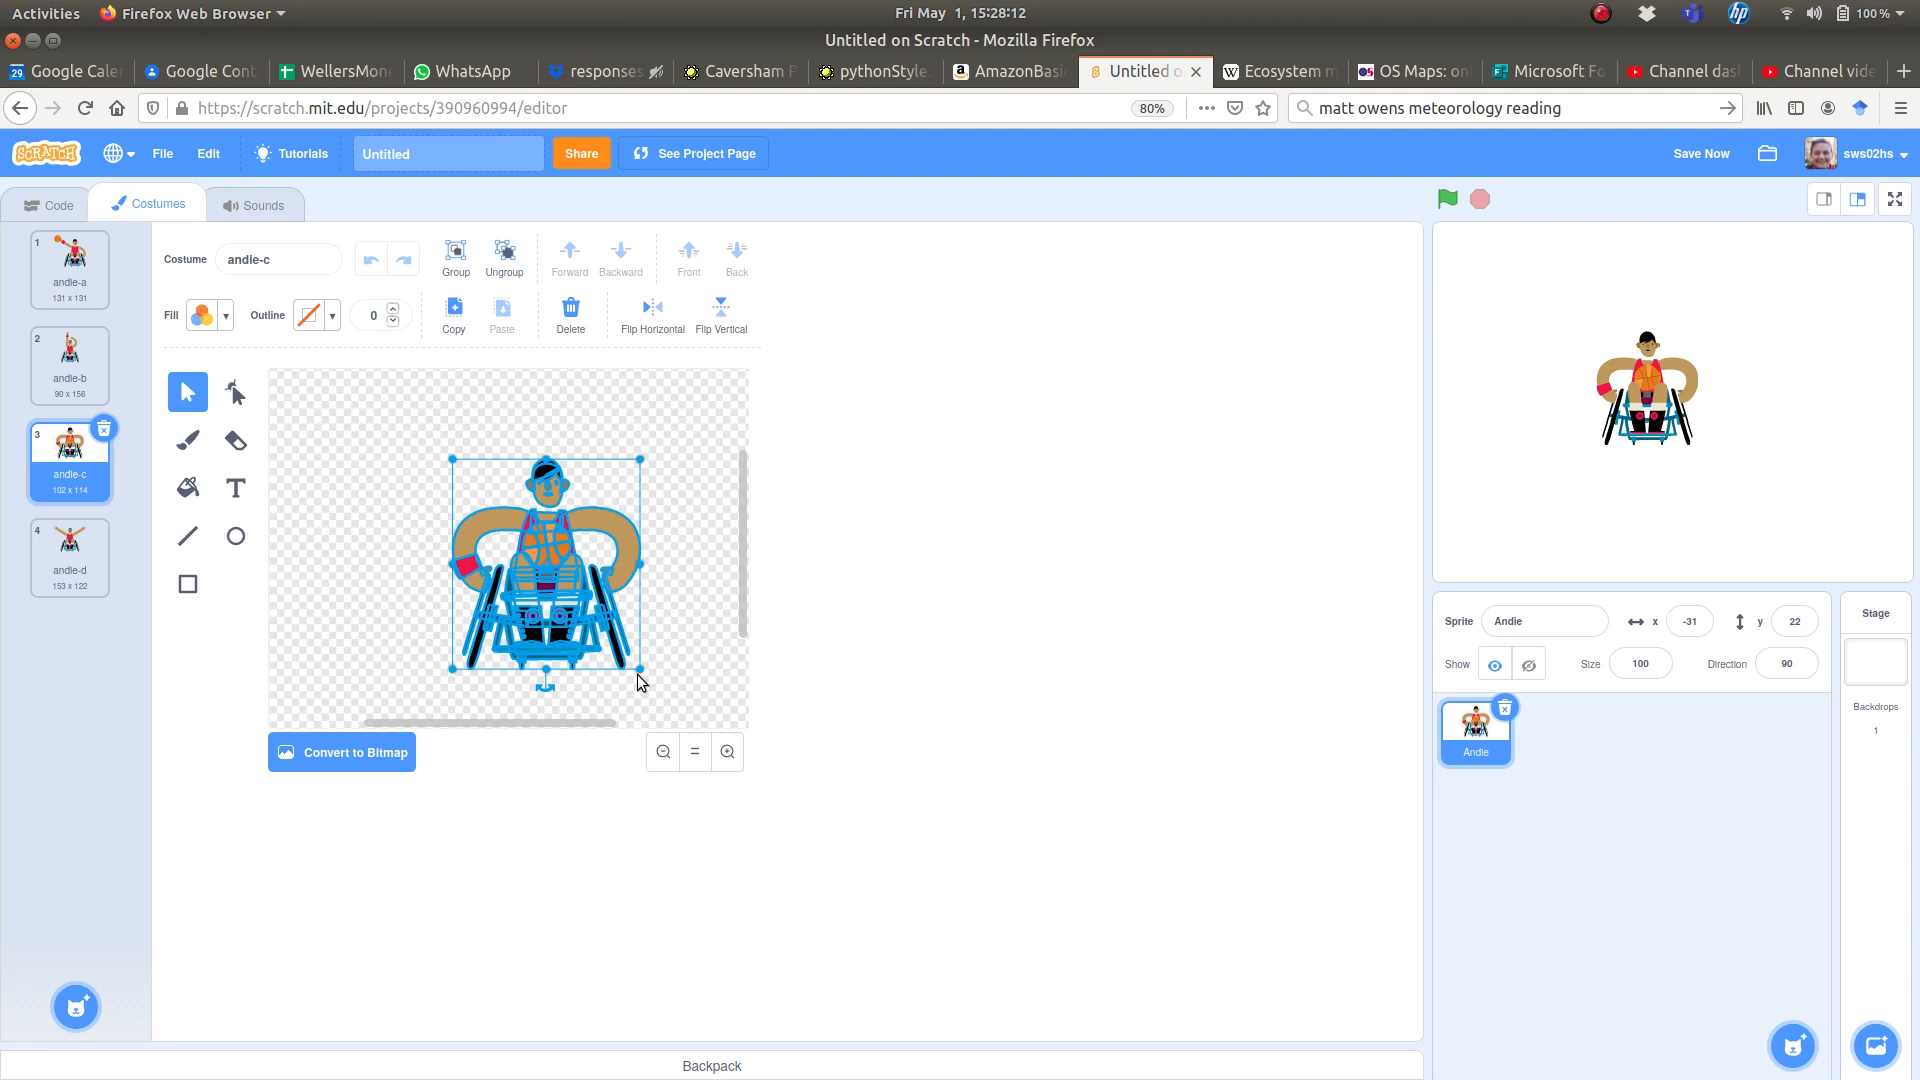 Activities Firefox Web Browser Fri May 1, 15:28:12 hp 100 %
Untitled on Scratch - Mozilla Firefox
29 Google Cale Google Cont WellersMon WhatsApp responses Caversham P pythonStyle a AmazonBasi Untitled o W Ecosystem m OS Maps: on Microsoft Fo Channel das Channel vide
https://scratch.mit.edu/projects/390960994/editor 80% matt owens meteorology reading
SCRATCH File Edit Tutorials Untitled Share See Project Page Save Now sws02hs
Code Costumes Sounds
1
andie-a
131 x 131
2
andie-b
90 x 156
3
andie-c
102 x 114
4
andie-d
153 x 122
Costume andie-c Group Ungroup Forward Backward Front Back
Fill Outline 0 Copy Paste Delete Flip Horizontal Flip Vertical
T
Convert to Bitmap =
Backpack
Sprite Andie x -31 y 22
Show Size 100 Direction 90
Andie
Stage
Backdrops
1